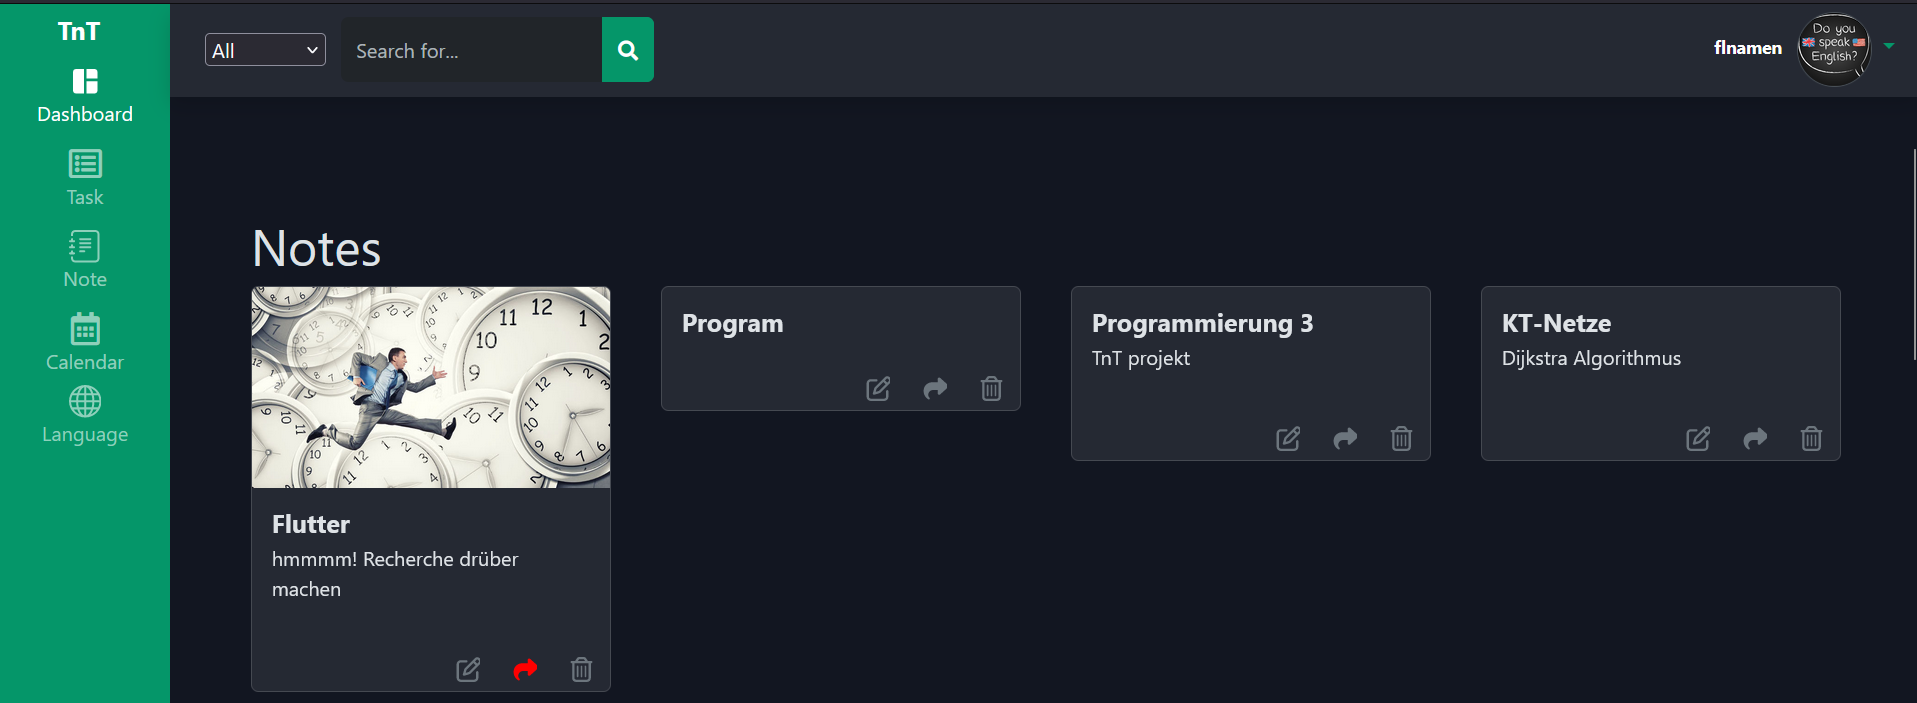 TnT
Dashboard
Task
Note
Calendar
Language
All
Search for...
flnamen
Do you
speak
English?
Notes
Flutter
hmmmm! Recherche drüber
machen
Program
Programmierung 3
TnT projekt
KT-Netze
Dijkstra Algorithmus